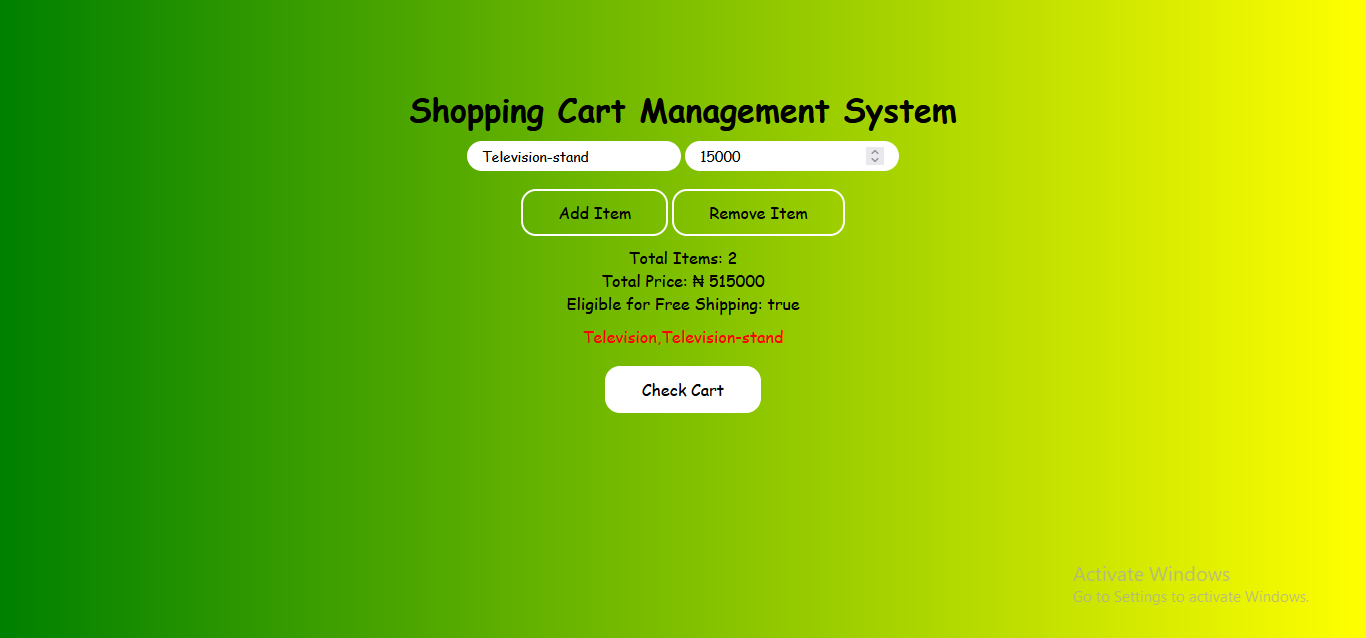 Shopping Cart Management System
Television-stand 15000
Add Item Remove Item
Total Items: 2
Total Price: ₦ 515000
Eligible for Free Shipping: true
Television,Television-stand
Check Cart
Activate Windows
Go to Settings to activate Windows.